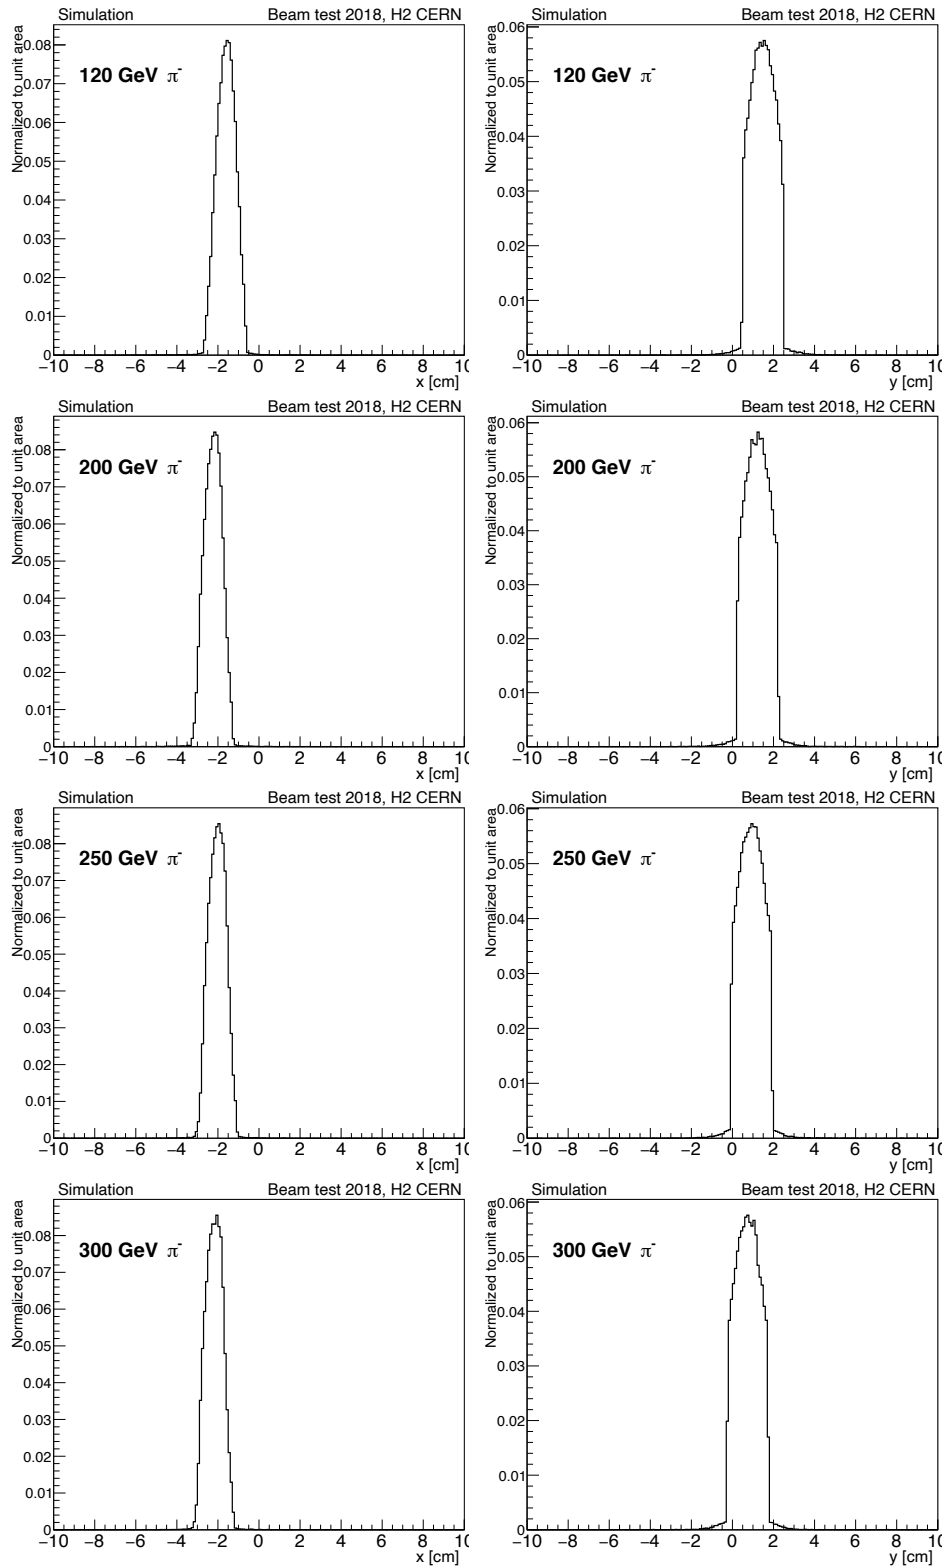 Simulation Beam test 2018, H2 CERN
Normalized to unit area
120 GeV π-
0.08
0.07
0.06
0.05
0.04
0.03
0.02
0.01
0
−10 −8 −6 −4 −2 0 2 4 6 8 10
x [cm]
Simulation Beam test 2018, H2 CERN
Normalized to unit area
120 GeV π-
0.06
0.05
0.04
0.03
0.02
0.01
0
−10 −8 −6 −4 −2 0 2 4 6 8 10
y [cm]
Simulation Beam test 2018, H2 CERN
Normalized to unit area
200 GeV π-
0.08
0.07
0.06
0.05
0.04
0.03
0.02
0.01
0
−10 −8 −6 −4 −2 0 2 4 6 8 10
x [cm]
Simulation Beam test 2018, H2 CERN
Normalized to unit area
200 GeV π-
0.06
0.05
0.04
0.03
0.02
0.01
0
−10 −8 −6 −4 −2 0 2 4 6 8 10
y [cm]
Simulation Beam test 2018, H2 CERN
Normalized to unit area
250 GeV π-
0.08
0.07
0.06
0.05
0.04
0.03
0.02
0.01
0
−10 −8 −6 −4 −2 0 2 4 6 8 10
x [cm]
Simulation Beam test 2018, H2 CERN
Normalized to unit area
250 GeV π-
0.06
0.05
0.04
0.03
0.02
0.01
0
−10 −8 −6 −4 −2 0 2 4 6 8 10
y [cm]
Simulation Beam test 2018, H2 CERN
Normalized to unit area
300 GeV π-
0.08
0.07
0.06
0.05
0.04
0.03
0.02
0.01
0
−10 −8 −6 −4 −2 0 2 4 6 8 10
x [cm]
Simulation Beam test 2018, H2 CERN
Normalized to unit area
300 GeV π-
0.06
0.05
0.04
0.03
0.02
0.01
0
−10 −8 −6 −4 −2 0 2 4 6 8 10
y [cm]